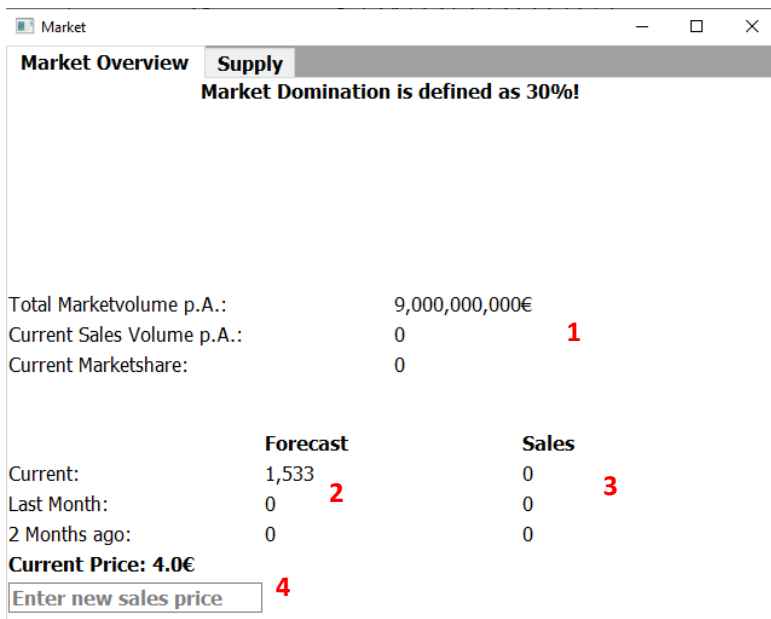 Market
Market Overview Supply
Market Domination is defined as 30%!
Total Marketvolume p.A.: 9,000,000,000€
Current Sales Volume p.A.: 0 1
Current Marketshare: 0
Forecast Sales
Current: 1,533 0
2 3
Last Month: 0 0
2 Months ago: 0 0
Current Price: 4.0€
Enter new sales price 4